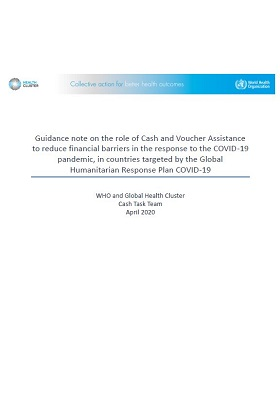 HEALTH
CLUSTER
Collective action for better health outcomes
World Health
Organization
Guidance note on the role of Cash and Voucher Assistance
to reduce financial barriers in the response to the COVID-19
pandemic, in countries targeted by the Global
Humanitarian Response Plan COVID-19
WHO and Global Health Cluster
Cash Task Team
April 2020